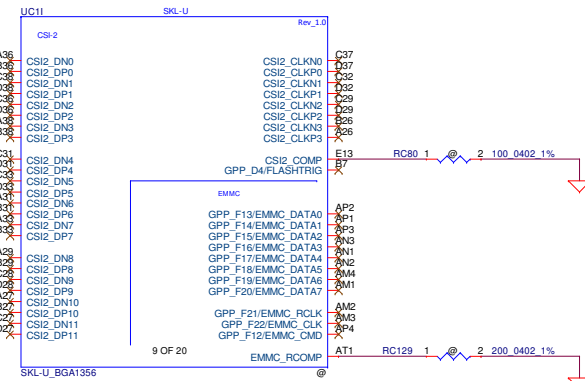 UC1I SKL-U
Rev_1.0
CSI-2
CSI2_DN0 CSI2_CLKN0 C37
CSI2_DP0 CSI2_CLKP0 D37
CSI2_DN1 CSI2_CLKN1 C32
CSI2_DP1 CSI2_CLKP1 D32
CSI2_DN2 CSI2_CLKN2 C29
CSI2_DP2 CSI2_CLKP2 D29
CSI2_DN3 CSI2_CLKN3 B26
CSI2_DP3 CSI2_CLKP3 A26
CSI2_DN4 CSI2_COMP E13 RC80 1 @ 2 100_0402_1%
CSI2_DP4 GPP_D4/FLASHTRIG B7
CSI2_DN5
CSI2_DP5 EMMC
CSI2_DN6
CSI2_DP6 GPP_F13/EMMC_DATA0 AP2
CSI2_DN7 GPP_F14/EMMC_DATA1 AP1
CSI2_DP7 GPP_F15/EMMC_DATA2 AP3
GPP_F16/EMMC_DATA3 AN3
CSI2_DN8 GPP_F17/EMMC_DATA4 AN1
CSI2_DP8 GPP_F18/EMMC_DATA5 AN2
CSI2_DN9 GPP_F19/EMMC_DATA6 AM4
CSI2_DP9 GPP_F20/EMMC_DATA7 AM1
CSI2_DN10
CSI2_DP10 GPP_F21/EMMC_RCLK AM2
CSI2_DN11 GPP_F22/EMMC_CLK AM3
CSI2_DP11 GPP_F12/EMMC_CMD AP4
9 OF 20
EMMC_RCOMP AT1 RC129 1 @ 2 200_0402_1%
SKL-U_BGA1356 @